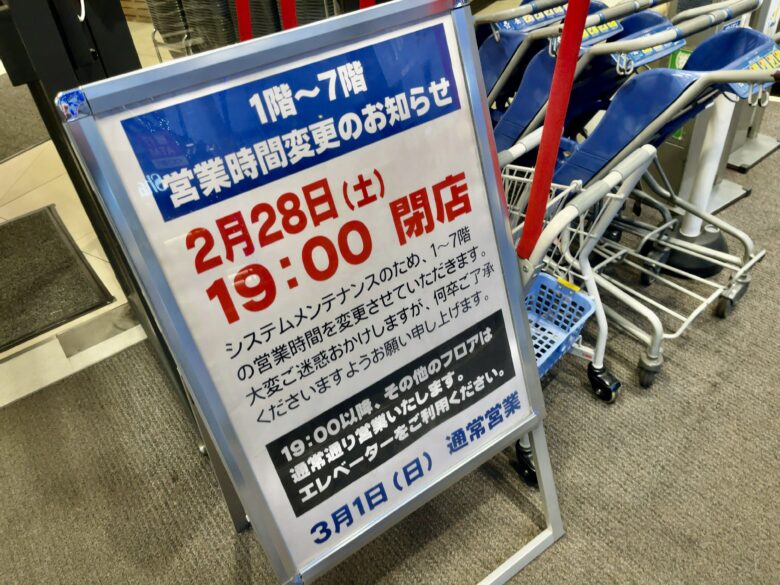 1階～7階
営業時間変更のお知らせ
2月28日(土)
19:00 閉店
システムメンテナンスのため、1～7階
の営業時間を変更させていただきます。
大変ご迷惑おかけしますが、何卒ご了承
くださいますようお願い申し上げます。
19:00以降、その他のフロアは
通常通り営業いたします。
エレベーターをご利用ください。
3月1日(日) 通常営業